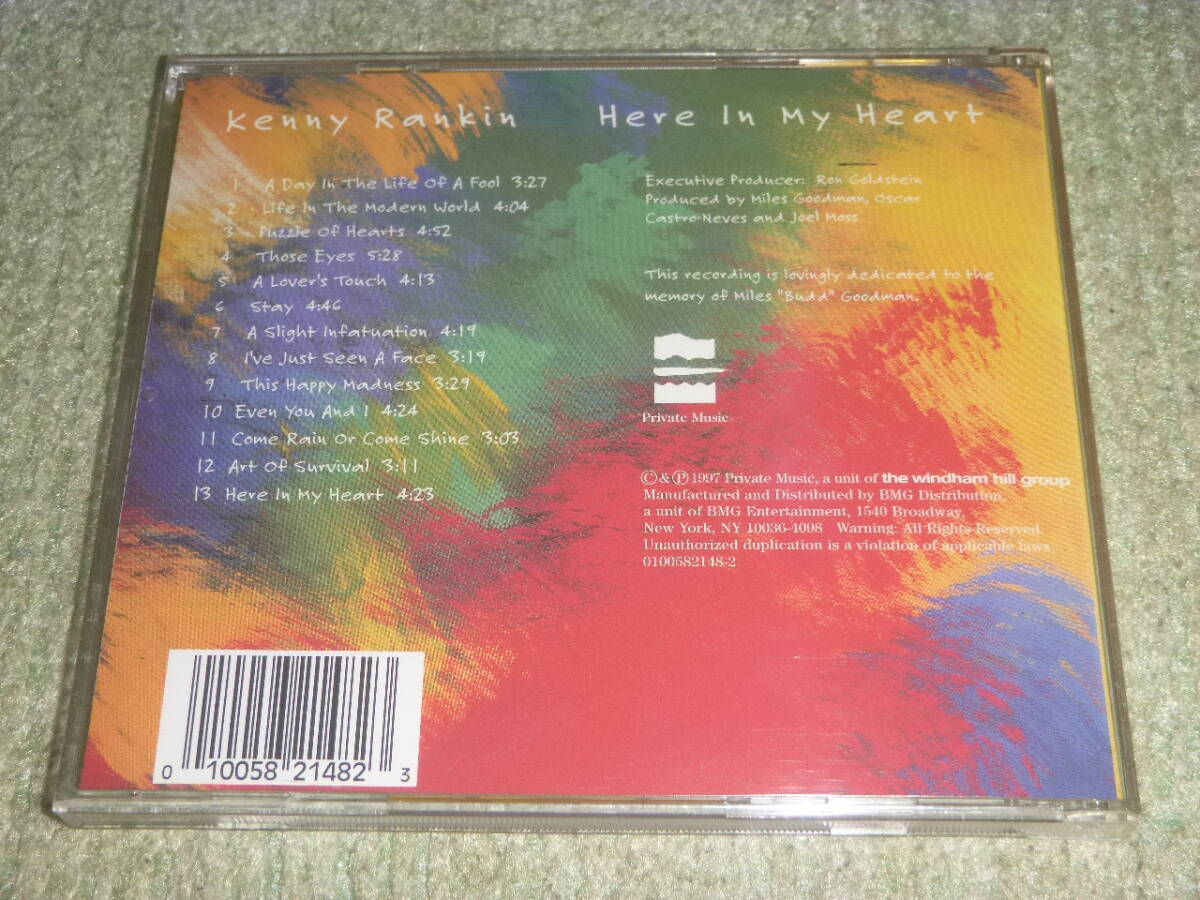 Kenny Rankin
Here In My Heart
1 A Day In The Life Of A Fool 3:27
2 Life In The Modern World 4:04
3 Puzzle Of Hearts 4:52
4 Those Eyes 5:28
5 A Lover's Touch 4:13
6 Stay 4:46
7 A Slight Infatuation 4:19
8 I've Just Seen A Face 3:19
9 This Happy Madness 3:29
10 Even You And I 4:24
11 Come Rain Or Come Shine 3:03
12 Art Of Survival 3:11
13 Here In My Heart 4:23
Executive Producer: Ron Goldstein
Produced by Miles Goodman, Oscar
Castro-Neves and Joel Moss
This recording is lovingly dedicated to the
memory of Miles "Budd" Goodman.
Private Music
©&℗ 1997 Private Music, a unit of the windham hill group
Manufactured and Distributed by BMG Distribution,
a unit of BMG Entertainment, 1540 Broadway,
New York, NY 10036-4098 Warning: All Rights Reserved.
Unauthorized duplication is a violation of applicable laws.
0100582148-2
0 10058 21482 3